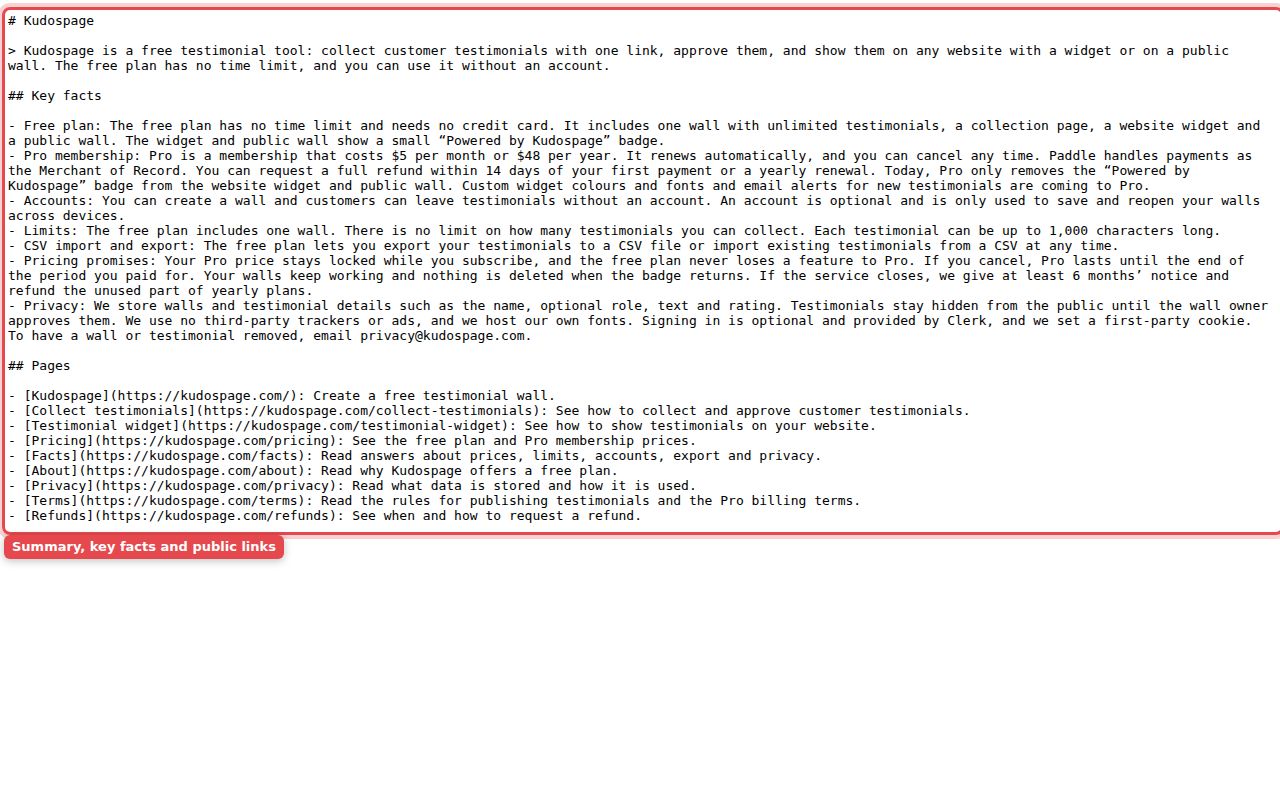 # Kudospage
> Kudospage is a free testimonial tool: collect customer testimonials with one link, approve them, and show them on any website with a widget or on a public
wall. The free plan has no time limit, and you can use it without an account.
## Key facts
- Free plan: The free plan has no time limit and needs no credit card. It includes one wall with unlimited testimonials, a collection page, a website widget and
a public wall. The widget and public wall show a small “Powered by Kudospage” badge.
- Pro membership: Pro is a membership that costs $5 per month or $48 per year. It renews automatically, and you can cancel any time. Paddle handles payments as
the Merchant of Record. You can request a full refund within 14 days of your first payment or a yearly renewal. Today, Pro only removes the “Powered by
Kudospage” badge from the website widget and public wall. Custom widget colours and fonts and email alerts for new testimonials are coming to Pro.
- Accounts: You can create a wall and customers can leave testimonials without an account. An account is optional and is only used to save and reopen your walls
across devices.
- Limits: The free plan includes one wall. There is no limit on how many testimonials you can collect. Each testimonial can be up to 1,000 characters long.
- CSV import and export: The free plan lets you export your testimonials to a CSV file or import existing testimonials from a CSV at any time.
- Pricing promises: Your Pro price stays locked while you subscribe, and the free plan never loses a feature to Pro. If you cancel, Pro lasts until the end of
the period you paid for. Your walls keep working and nothing is deleted when the badge returns. If the service closes, we give at least 6 months’ notice and
refund the unused part of yearly plans.
- Privacy: We store walls and testimonial details such as the name, optional role, text and rating. Testimonials stay hidden from the public until the wall owner
approves them. We use no third-party trackers or ads, and we host our own fonts. Signing in is optional and provided by Clerk, and we set a first-party cookie.
To have a wall or testimonial removed, email privacy@kudospage.com.
## Pages
- [Kudospage](https://kudospage.com/): Create a free testimonial wall.
- [Collect testimonials](https://kudospage.com/collect-testimonials): See how to collect and approve customer testimonials.
- [Testimonial widget](https://kudospage.com/testimonial-widget): See how to show testimonials on your website.
- [Pricing](https://kudospage.com/pricing): See the free plan and Pro membership prices.
- [Facts](https://kudospage.com/facts): Read answers about prices, limits, accounts, export and privacy.
- [About](https://kudospage.com/about): Read why Kudospage offers a free plan.
- [Privacy](https://kudospage.com/privacy): Read what data is stored and how it is used.
- [Terms](https://kudospage.com/terms): Read the rules for publishing testimonials and the Pro billing terms.
- [Refunds](https://kudospage.com/refunds): See when and how to request a refund.
Summary, key facts and public links